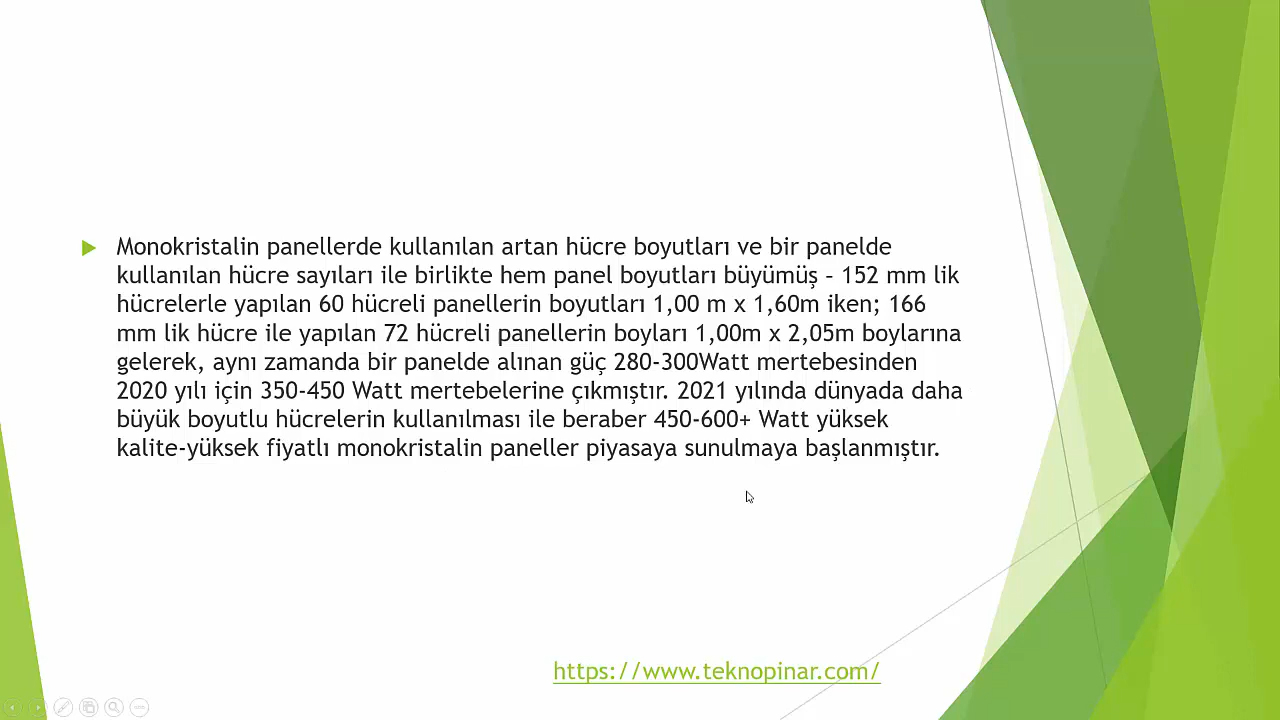 Monokristalin panellerde kullanılan artan hücre boyutları ve bir panelde
kullanılan hücre sayıları ile birlikte hem panel boyutları büyümüş – 152 mm lik
hücrelerle yapılan 60 hücreli panellerin boyutları 1,00 m x 1,60m iken; 166
mm lik hücre ile yapılan 72 hücreli panellerin boyları 1,00m x 2,05m boylarına
gelerek, aynı zamanda bir panelde alınan güç 280-300Watt mertebesinden
2020 yılı için 350-450 Watt mertebelerine çıkmıştır. 2021 yılında dünyada daha
büyük boyutlu hücrelerin kullanılması ile beraber 450-600+ Watt yüksek
kalite-yüksek fiyatlı monokristalin paneller piyasaya sunulmaya başlanmıştır.
https://www.teknopinar.com/